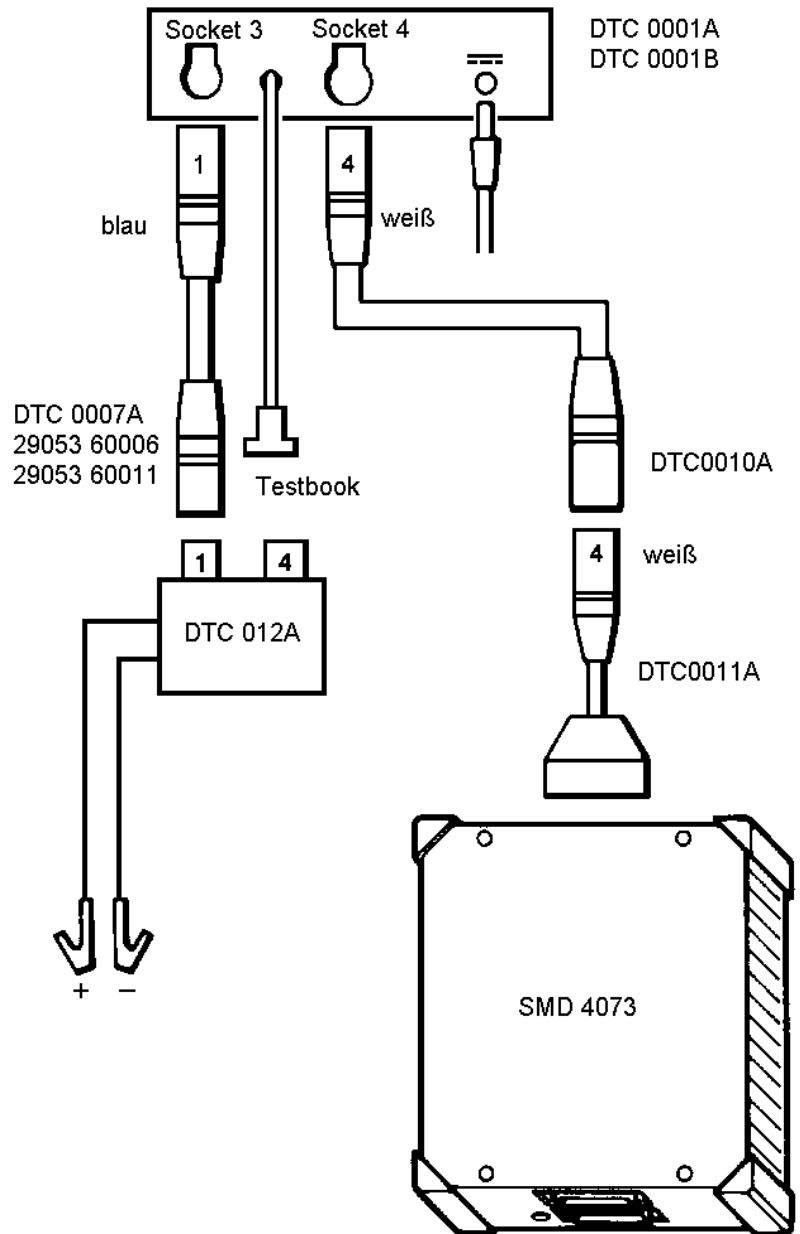 Socket 3
Socket 4
DTC 0001A
DTC 0001B
1
4
blau
weiß
DTC 0007A
29053 60006
29053 60011
Testbook
DTC0010A
1
4
4
weiß
DTC 012A
DTC0011A
+
–
SMD 4073